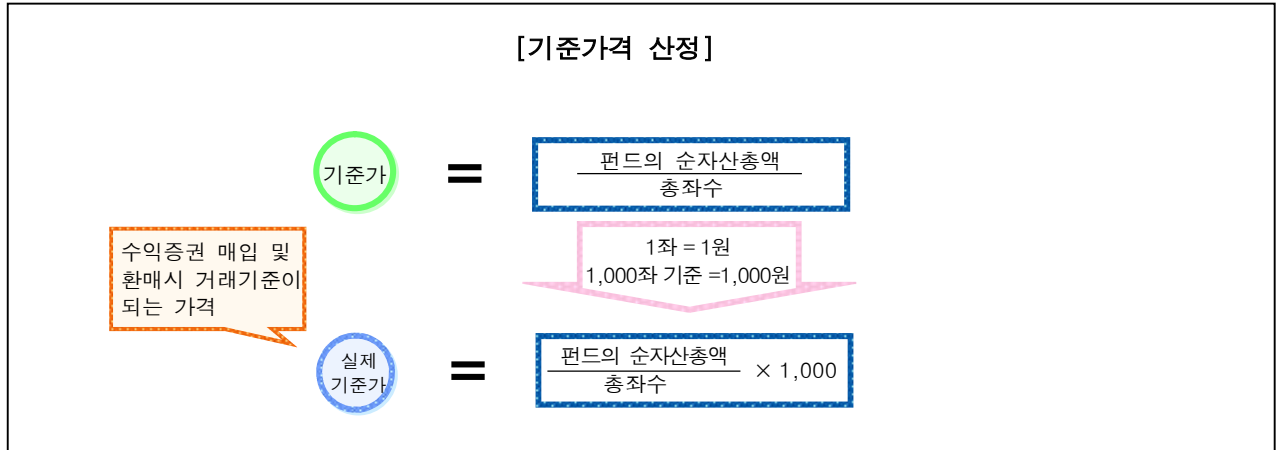 [기준가격 산정]
기준가
=
펀드의 순자산총액
총좌수
1좌 = 1원
1,000좌 기준 =1,000원
수익증권 매입 및
환매시 거래기준이
되는 가격
실제
기준가
=
펀드의 순자산총액
총좌수
× 1,000